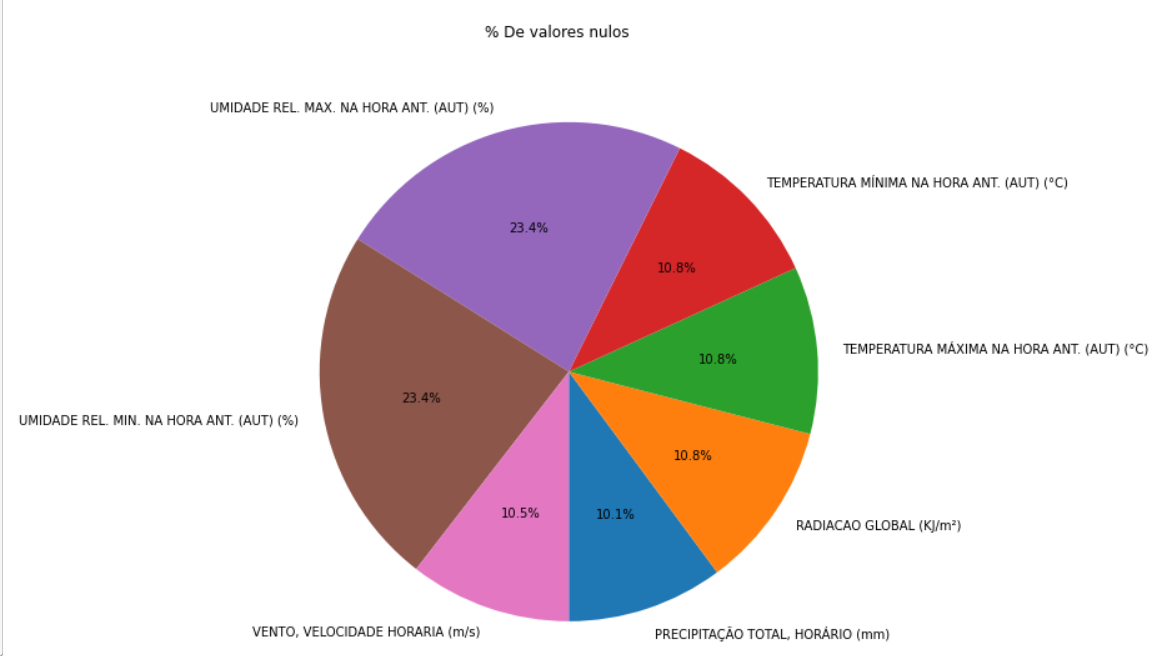 % De valores nulos
UMIDADE REL. MAX. NA HORA ANT. (AUT) (%)
TEMPERATURA MÍNIMA NA HORA ANT. (AUT) (°C)
23.4%
10.8%
TEMPERATURA MÁXIMA NA HORA ANT. (AUT) (°C)
10.8%
23.4%
UMIDADE REL. MIN. NA HORA ANT. (AUT) (%)
10.8%
10.5%
10.1%
RADIACAO GLOBAL (KJ/m²)
VENTO, VELOCIDADE HORARIA (m/s)
PRECIPITAÇÃO TOTAL, HORÁRIO (mm)